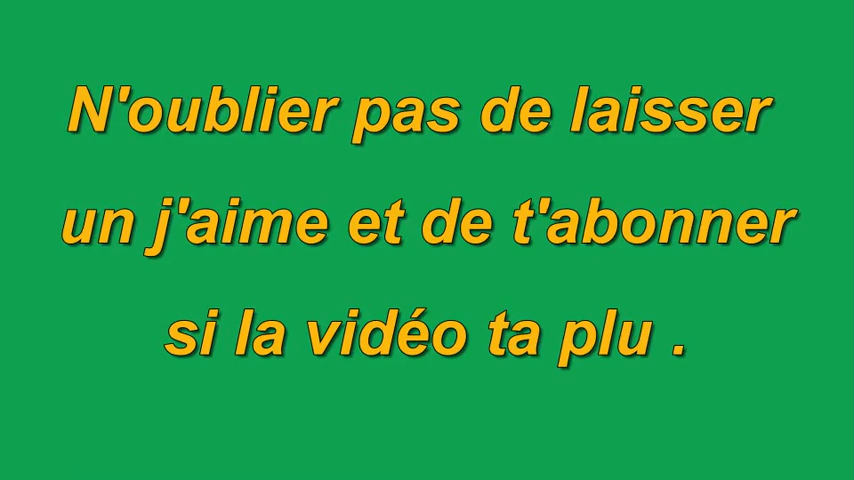 N'oublier pas de laisser
un j'aime et de t'abonner
si la vidéo ta plu .